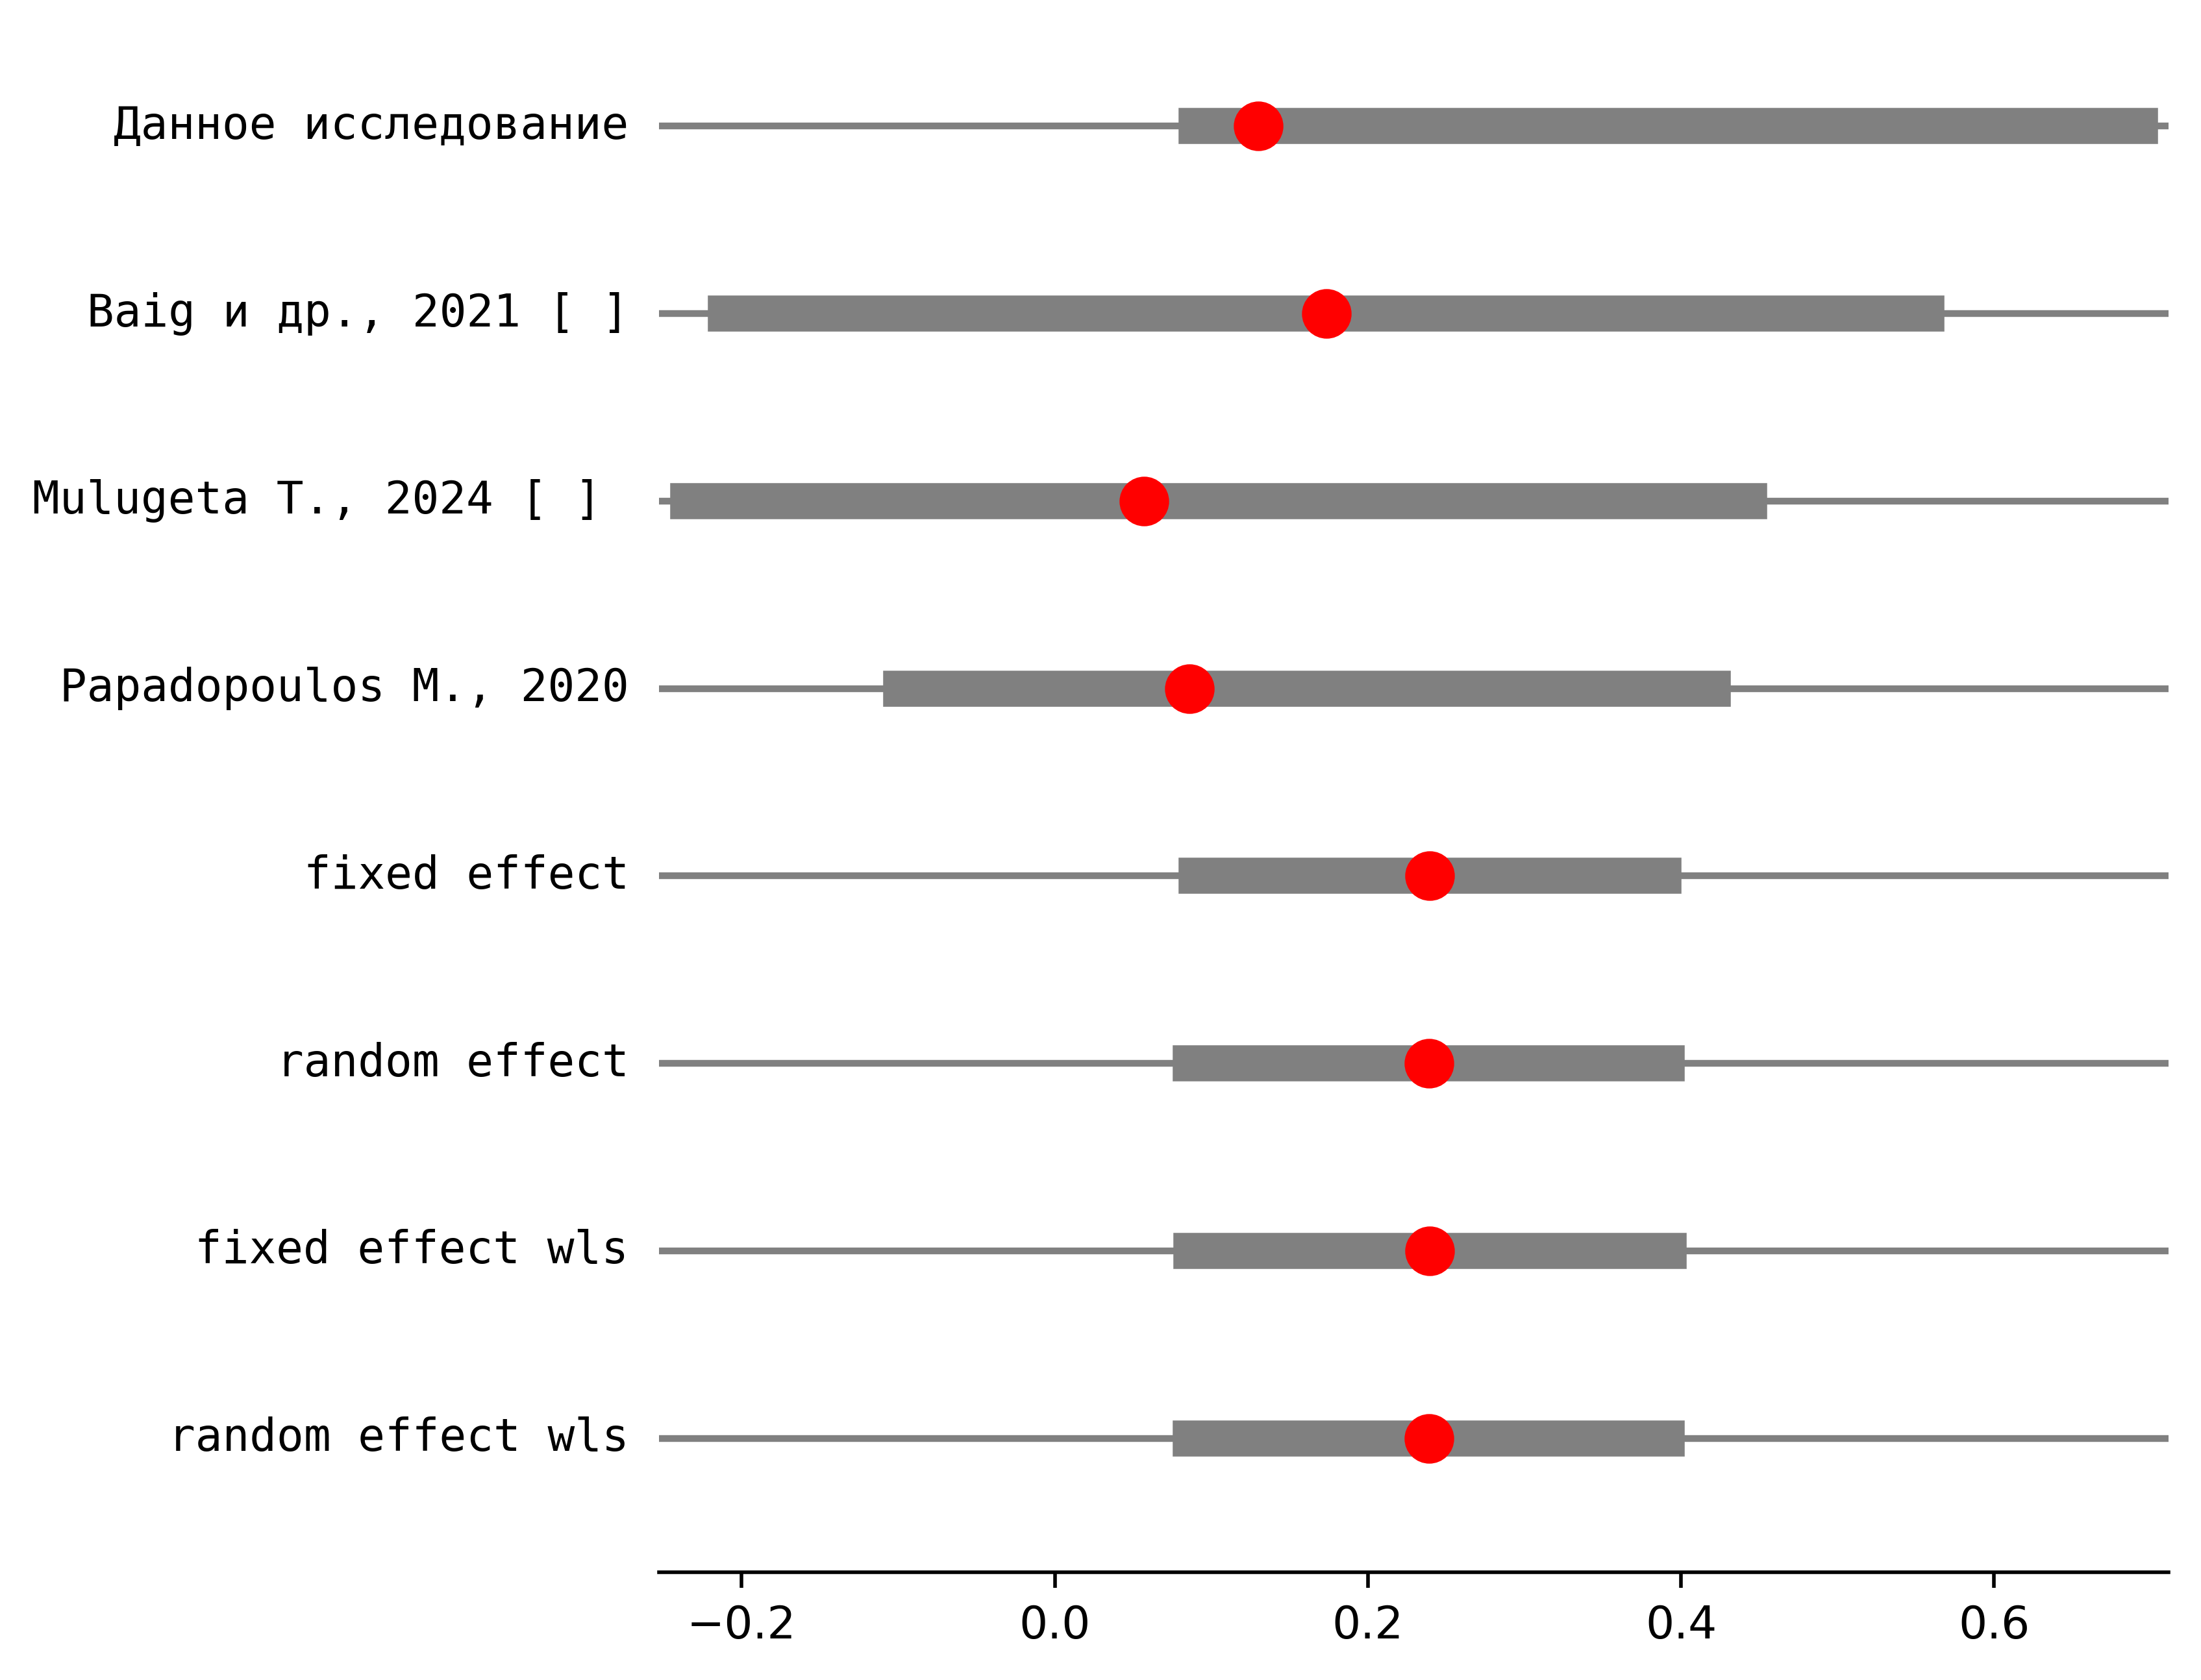 Данное исследование
Baig и др., 2021 [ ]
Mulugeta T., 2024 [ ]
Papadopoulos M., 2020
fixed effect
random effect
fixed effect wls
random effect wls
−0.2 0.0 0.2 0.4 0.6